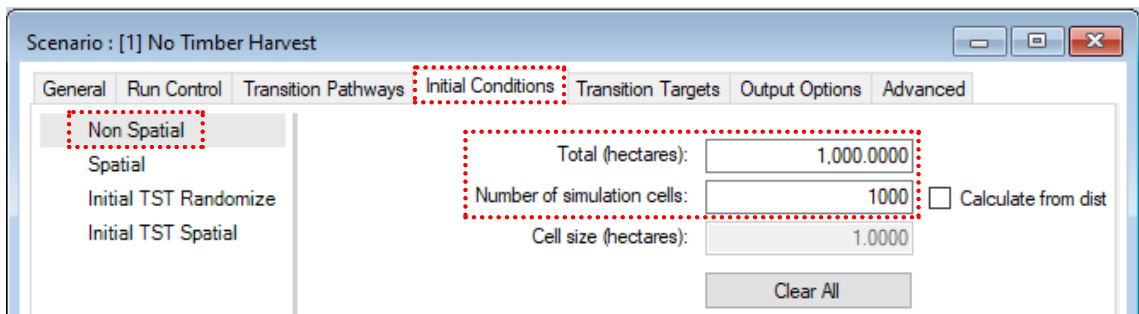 Scenario : [1] No Timber Harvest
General Run Control Transition Pathways Initial Conditions Transition Targets Output Options Advanced
Non Spatial
Spatial
Initial TST Randomize
Initial TST Spatial
Total (hectares): 1,000.0000
Number of simulation cells: 1000 Calculate from dist
Cell size (hectares): 1.0000
Clear All